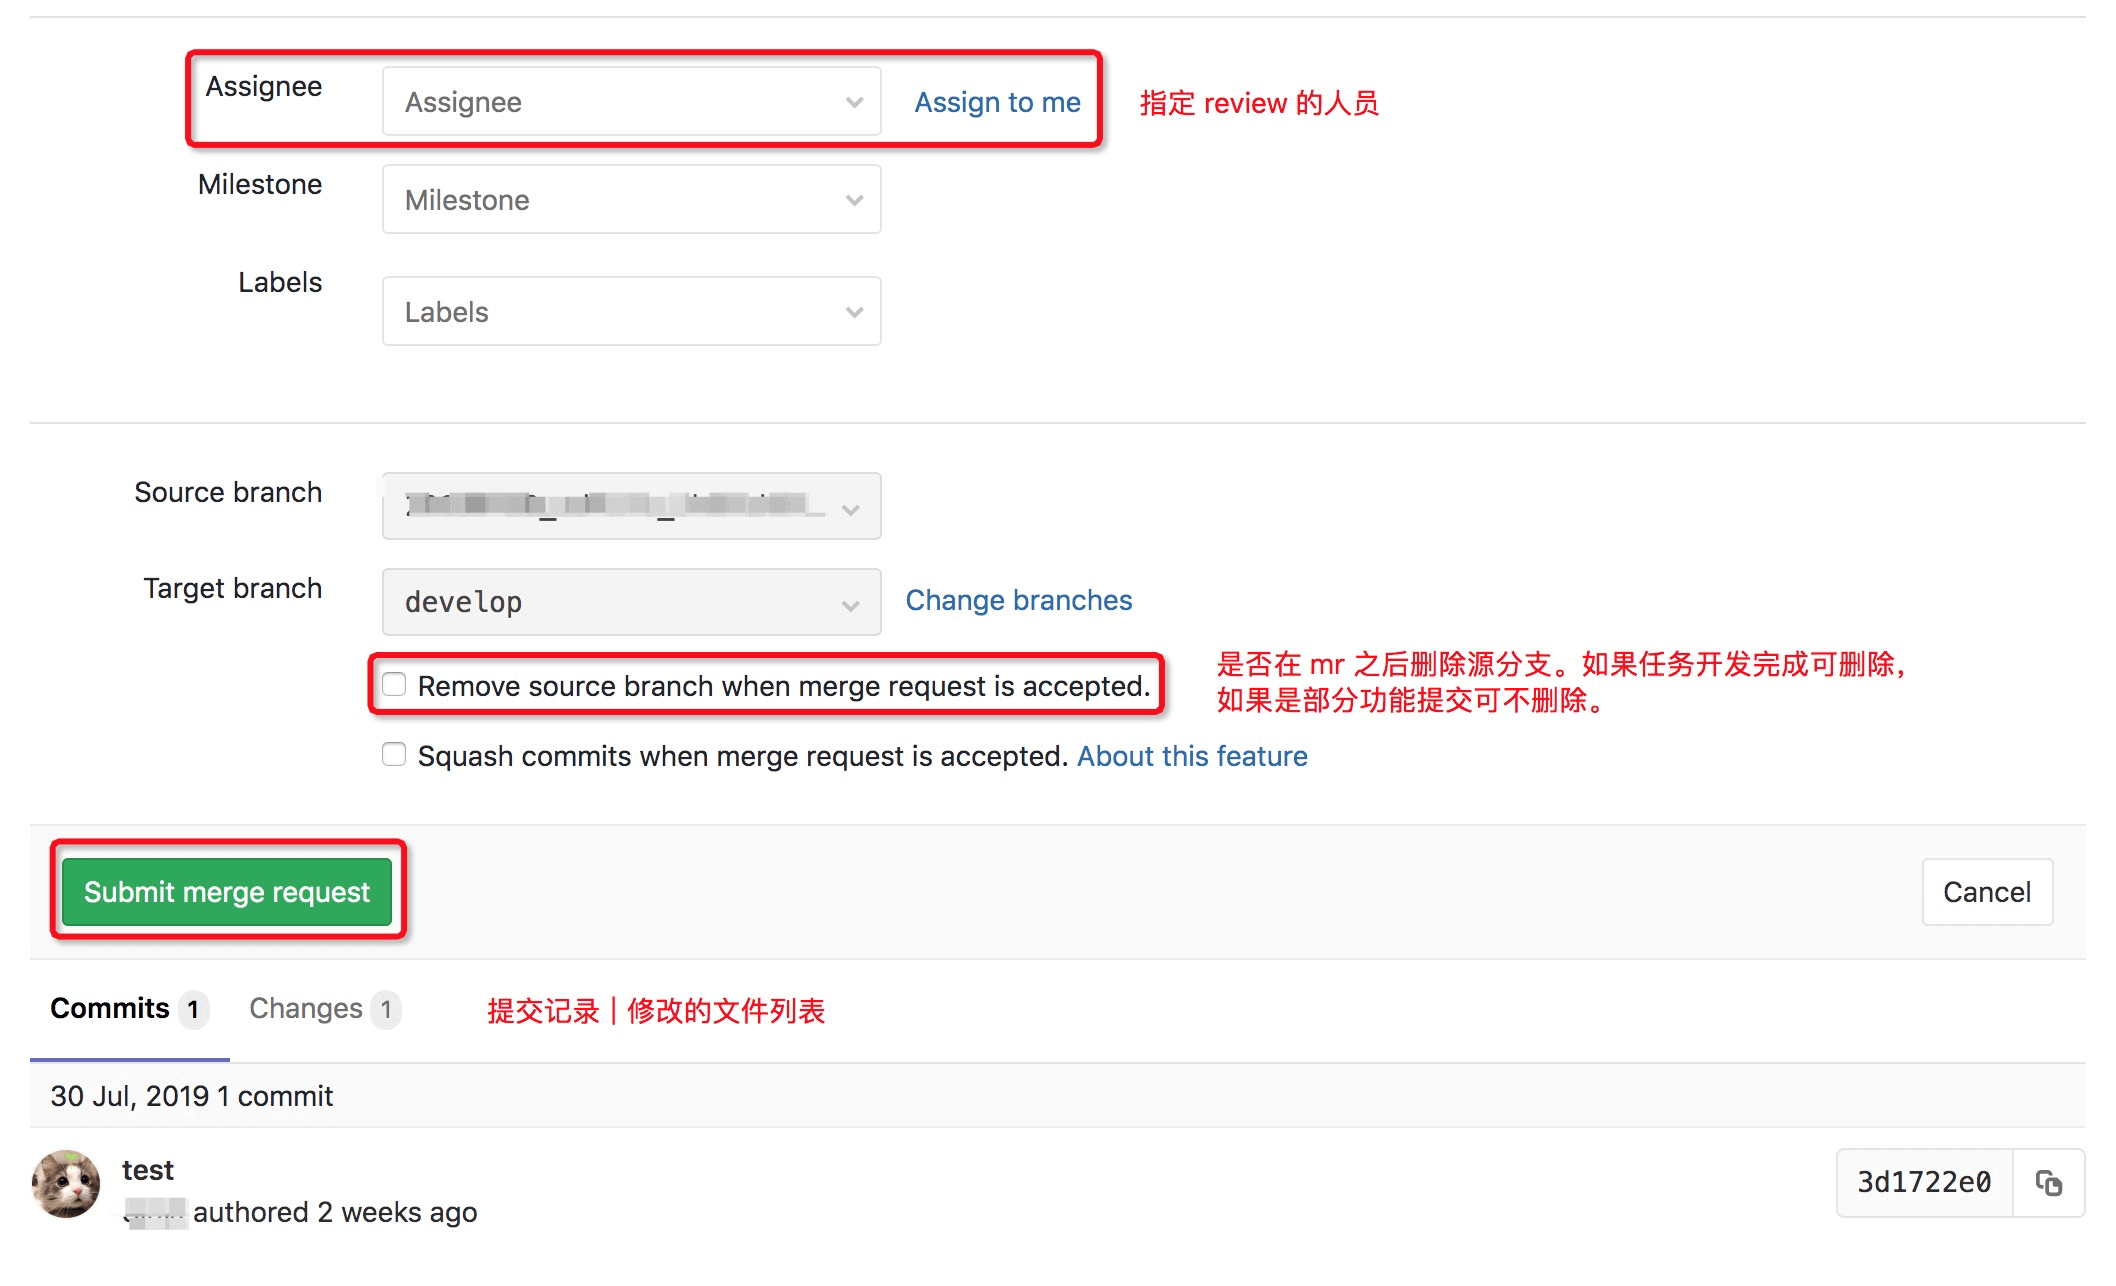 Assignee
Assignee
Assign to me
指定 review 的人员
Milestone
Milestone
Labels
Labels
Source branch
Target branch
develop
Change branches
Remove source branch when merge request is accepted.
是否在 mr 之后删除源分支。如果任务开发完成可删除，
如果是部分功能提交可不删除。
Squash commits when merge request is accepted. About this feature
Submit merge request
Cancel
Commits 1
Changes 1
提交记录 | 修改的文件列表
30 Jul, 2019 1 commit
test
3d1722e0
authored 2 weeks ago